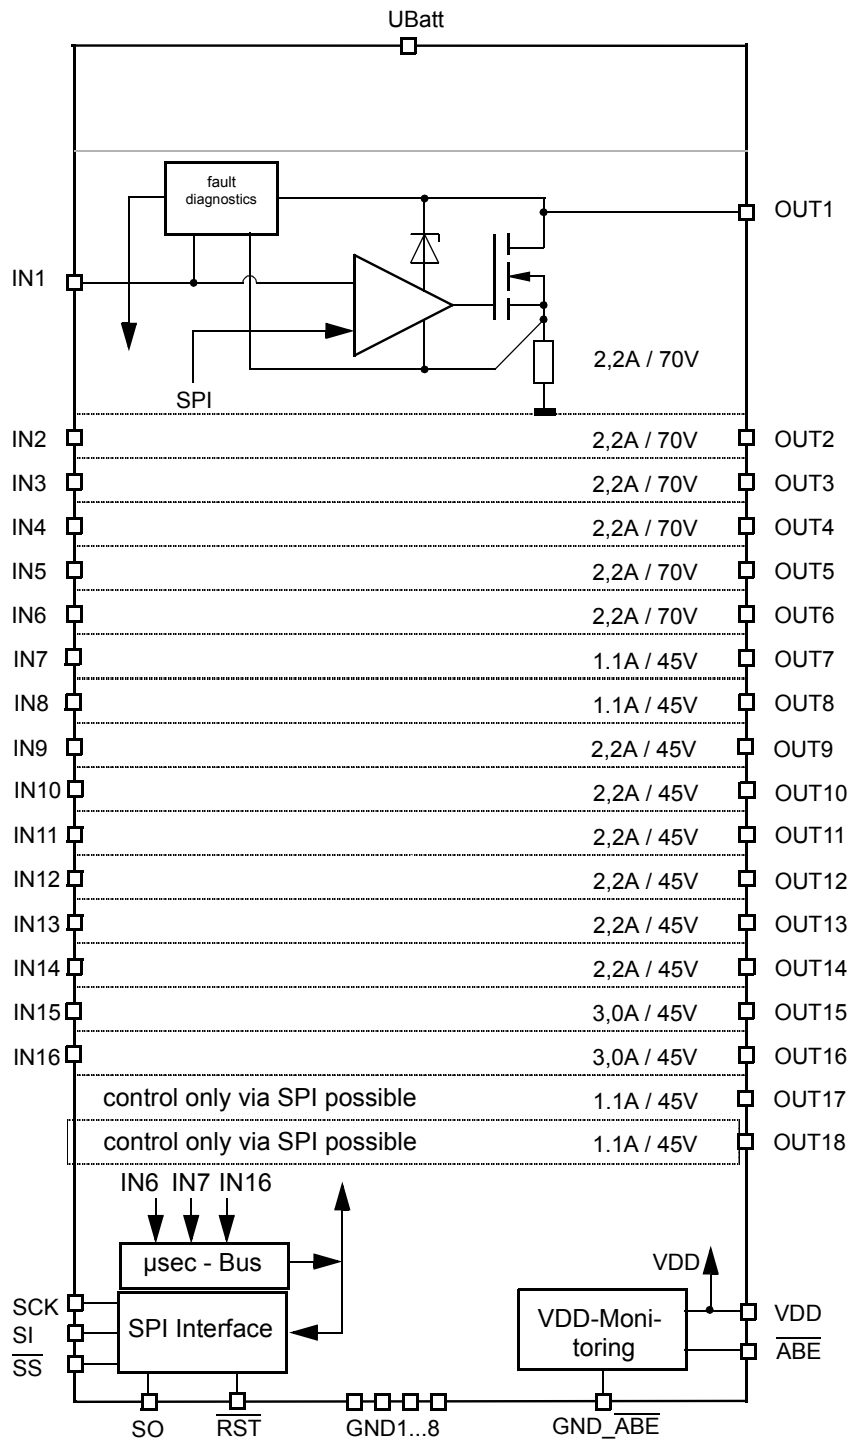 UBatt
fault
diagnostics
OUT1
IN1
2,2A / 70V
SPI
IN2 2,2A / 70V OUT2
IN3 2,2A / 70V OUT3
IN4 2,2A / 70V OUT4
IN5 2,2A / 70V OUT5
IN6 2,2A / 70V OUT6
IN7 1.1A / 45V OUT7
IN8 1.1A / 45V OUT8
IN9 2,2A / 45V OUT9
IN10 2,2A / 45V OUT10
IN11 2,2A / 45V OUT11
IN12 2,2A / 45V OUT12
IN13 2,2A / 45V OUT13
IN14 2,2A / 45V OUT14
IN15 3,0A / 45V OUT15
IN16 3,0A / 45V OUT16
control only via SPI possible 1.1A / 45V OUT17
control only via SPI possible 1.1A / 45V OUT18
IN6 IN7 IN16
µsec - Bus
VDD
SCK
SI
SS
SPI Interface
VDD-Moni-
toring
VDD
ABE
SO RST GND1...8 GND_ABE